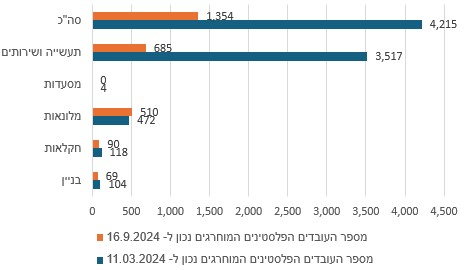 סה"כ
1,354
4,215
תעשייה ושירותים
685
3,517
מסעדות
0
4
מלונאות
510
472
חקלאות
90
118
בניין
69
104
0 500 1,000 1,500 2,000 2,500 3,000 3,500 4,000 4,500
מספר העובדים הפלסטינים המוחרגים נכון ל- 16.9.2024
מספר העובדים הפלסטינים המוחרגים נכון ל- 11.03.2024